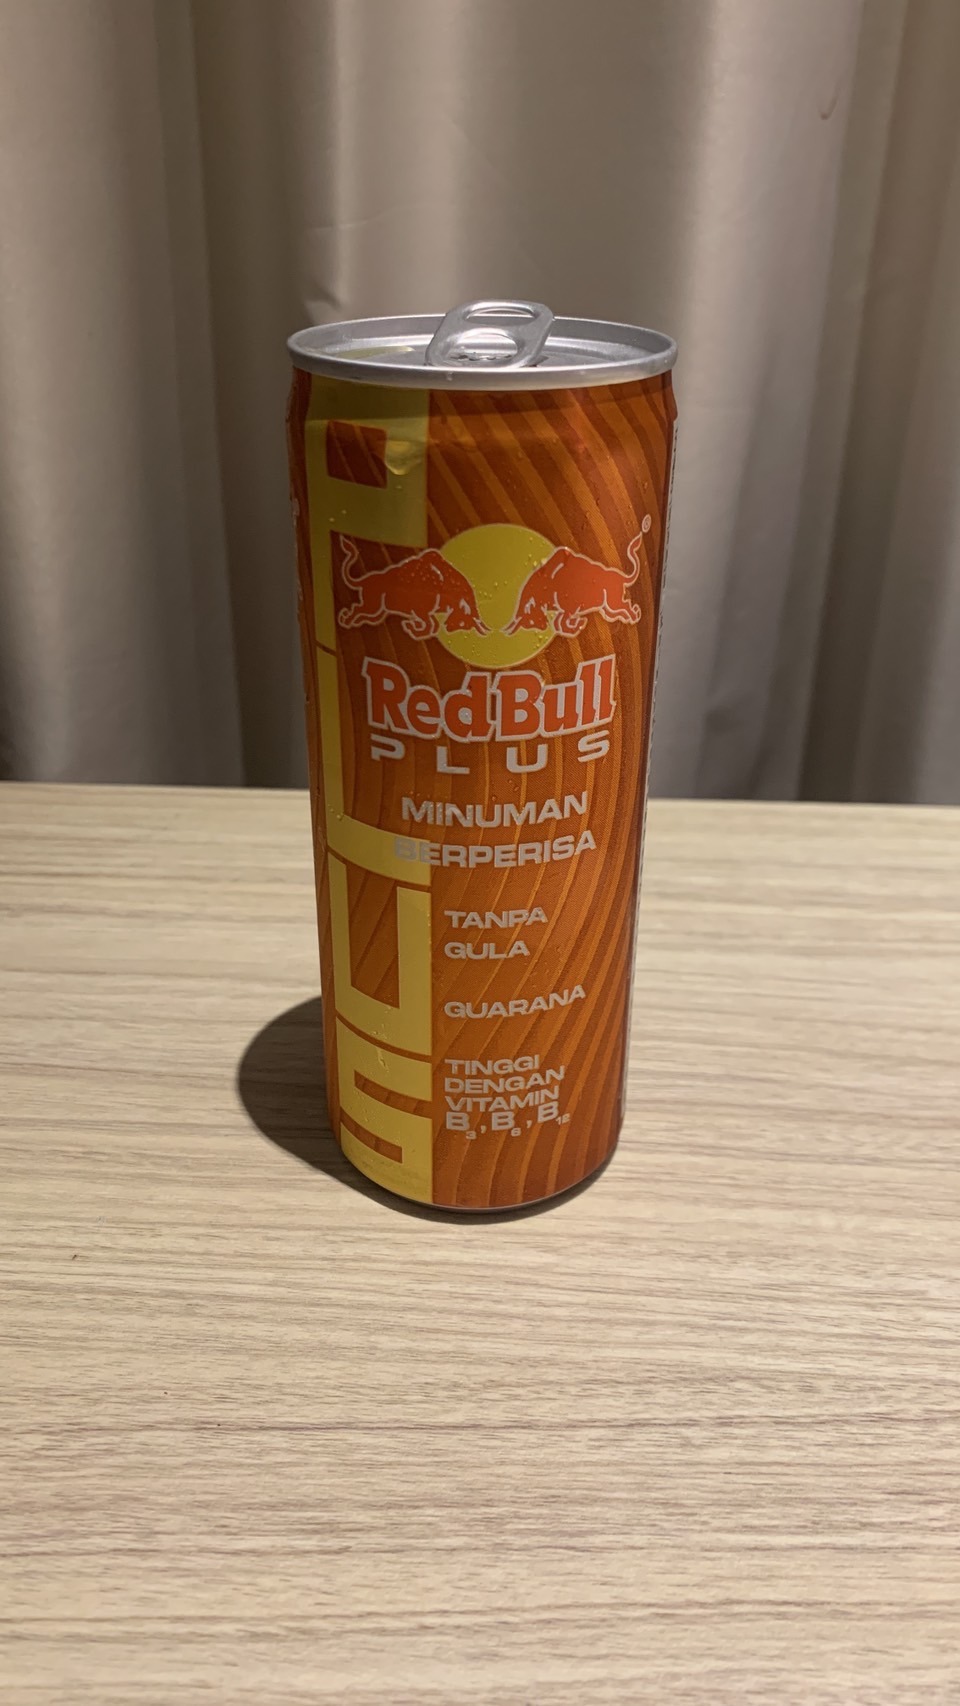 Red Bull
PLUS
MINUMAN
BERPERISA
TANPA
GULA
GUARANA
TINGGI
DENGAN
VITAMIN
B3, B6, B12